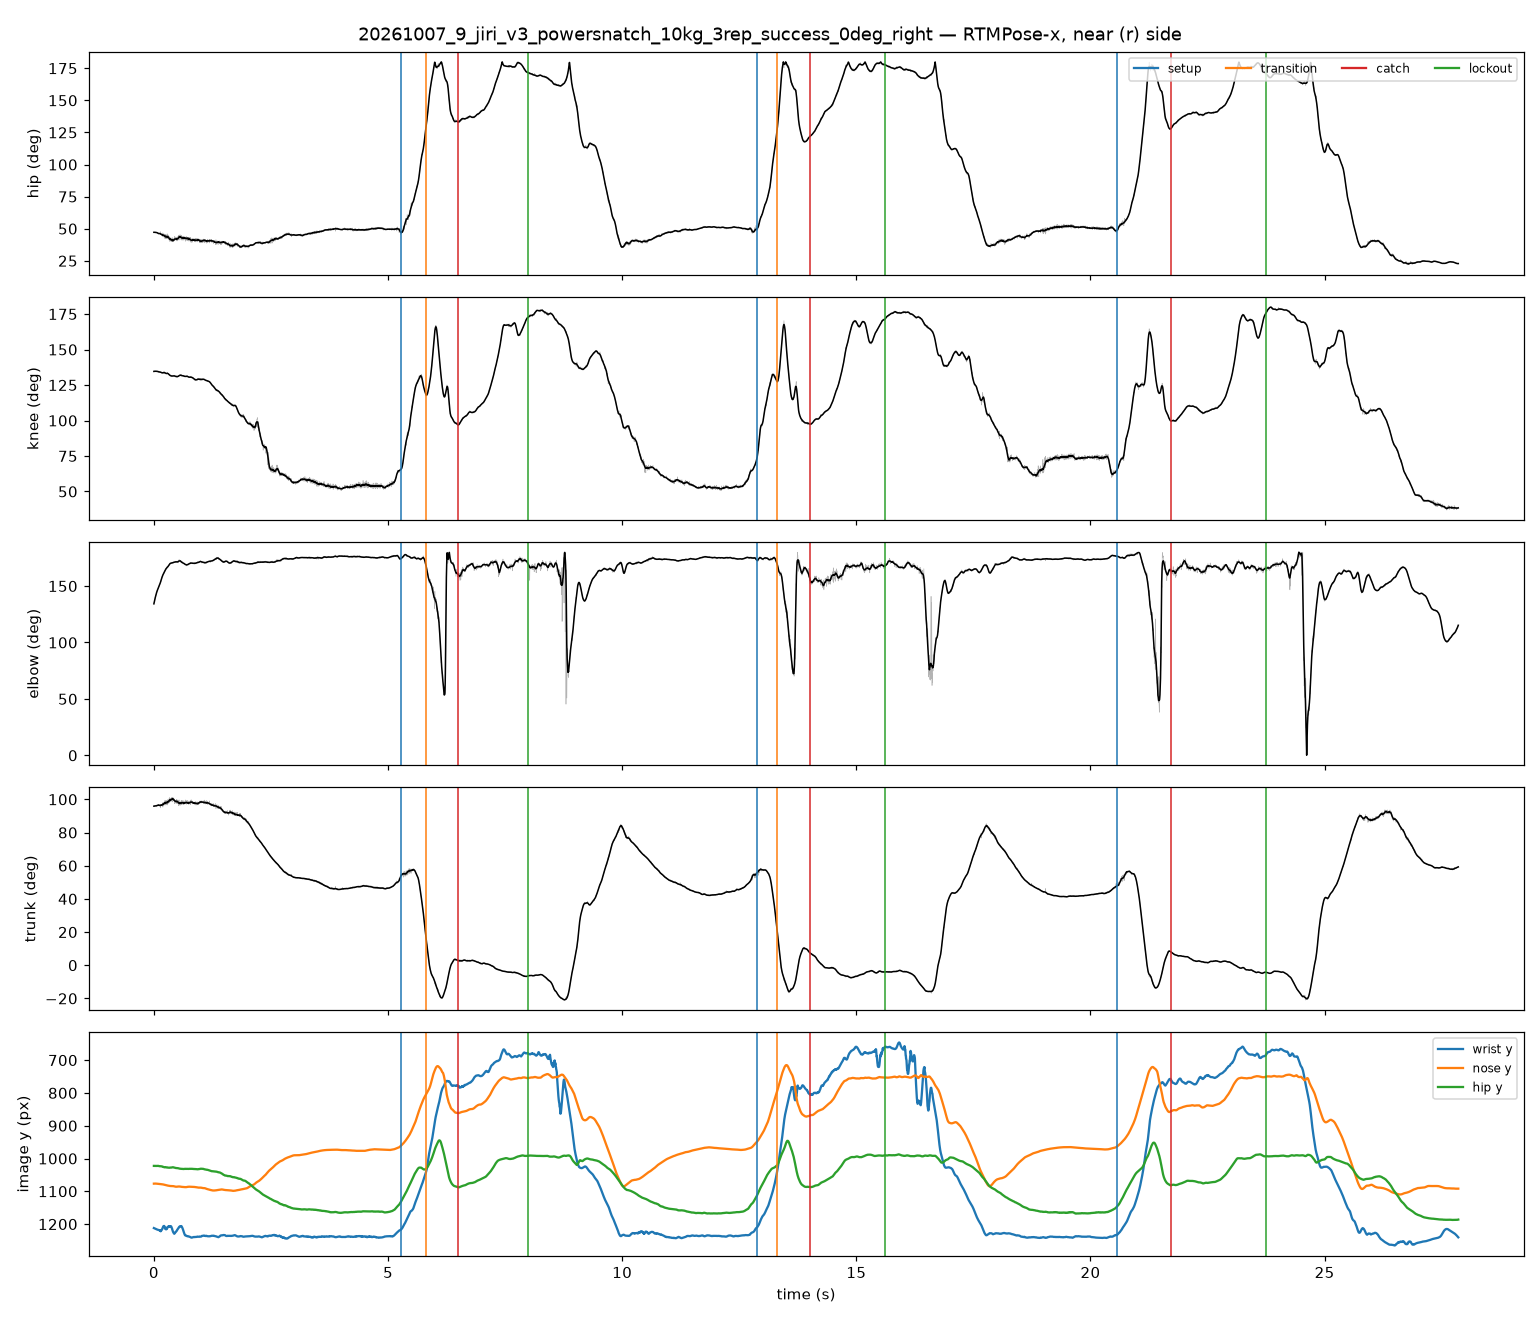 20261007_9_jiri_v3_powersnatch_10kg_3rep_success_0deg_right — RTMPose-x, near (r) side
setup transition catch lockout
hip (deg)
175
150
125
100
75
50
25
knee (deg)
175
150
125
100
75
50
elbow (deg)
150
100
50
0
trunk (deg)
100
80
60
40
20
0
−20
image y (px)
700
800
900
1000
1100
1200
wrist y
nose y
hip y
0 5 10 15 20 25
time (s)